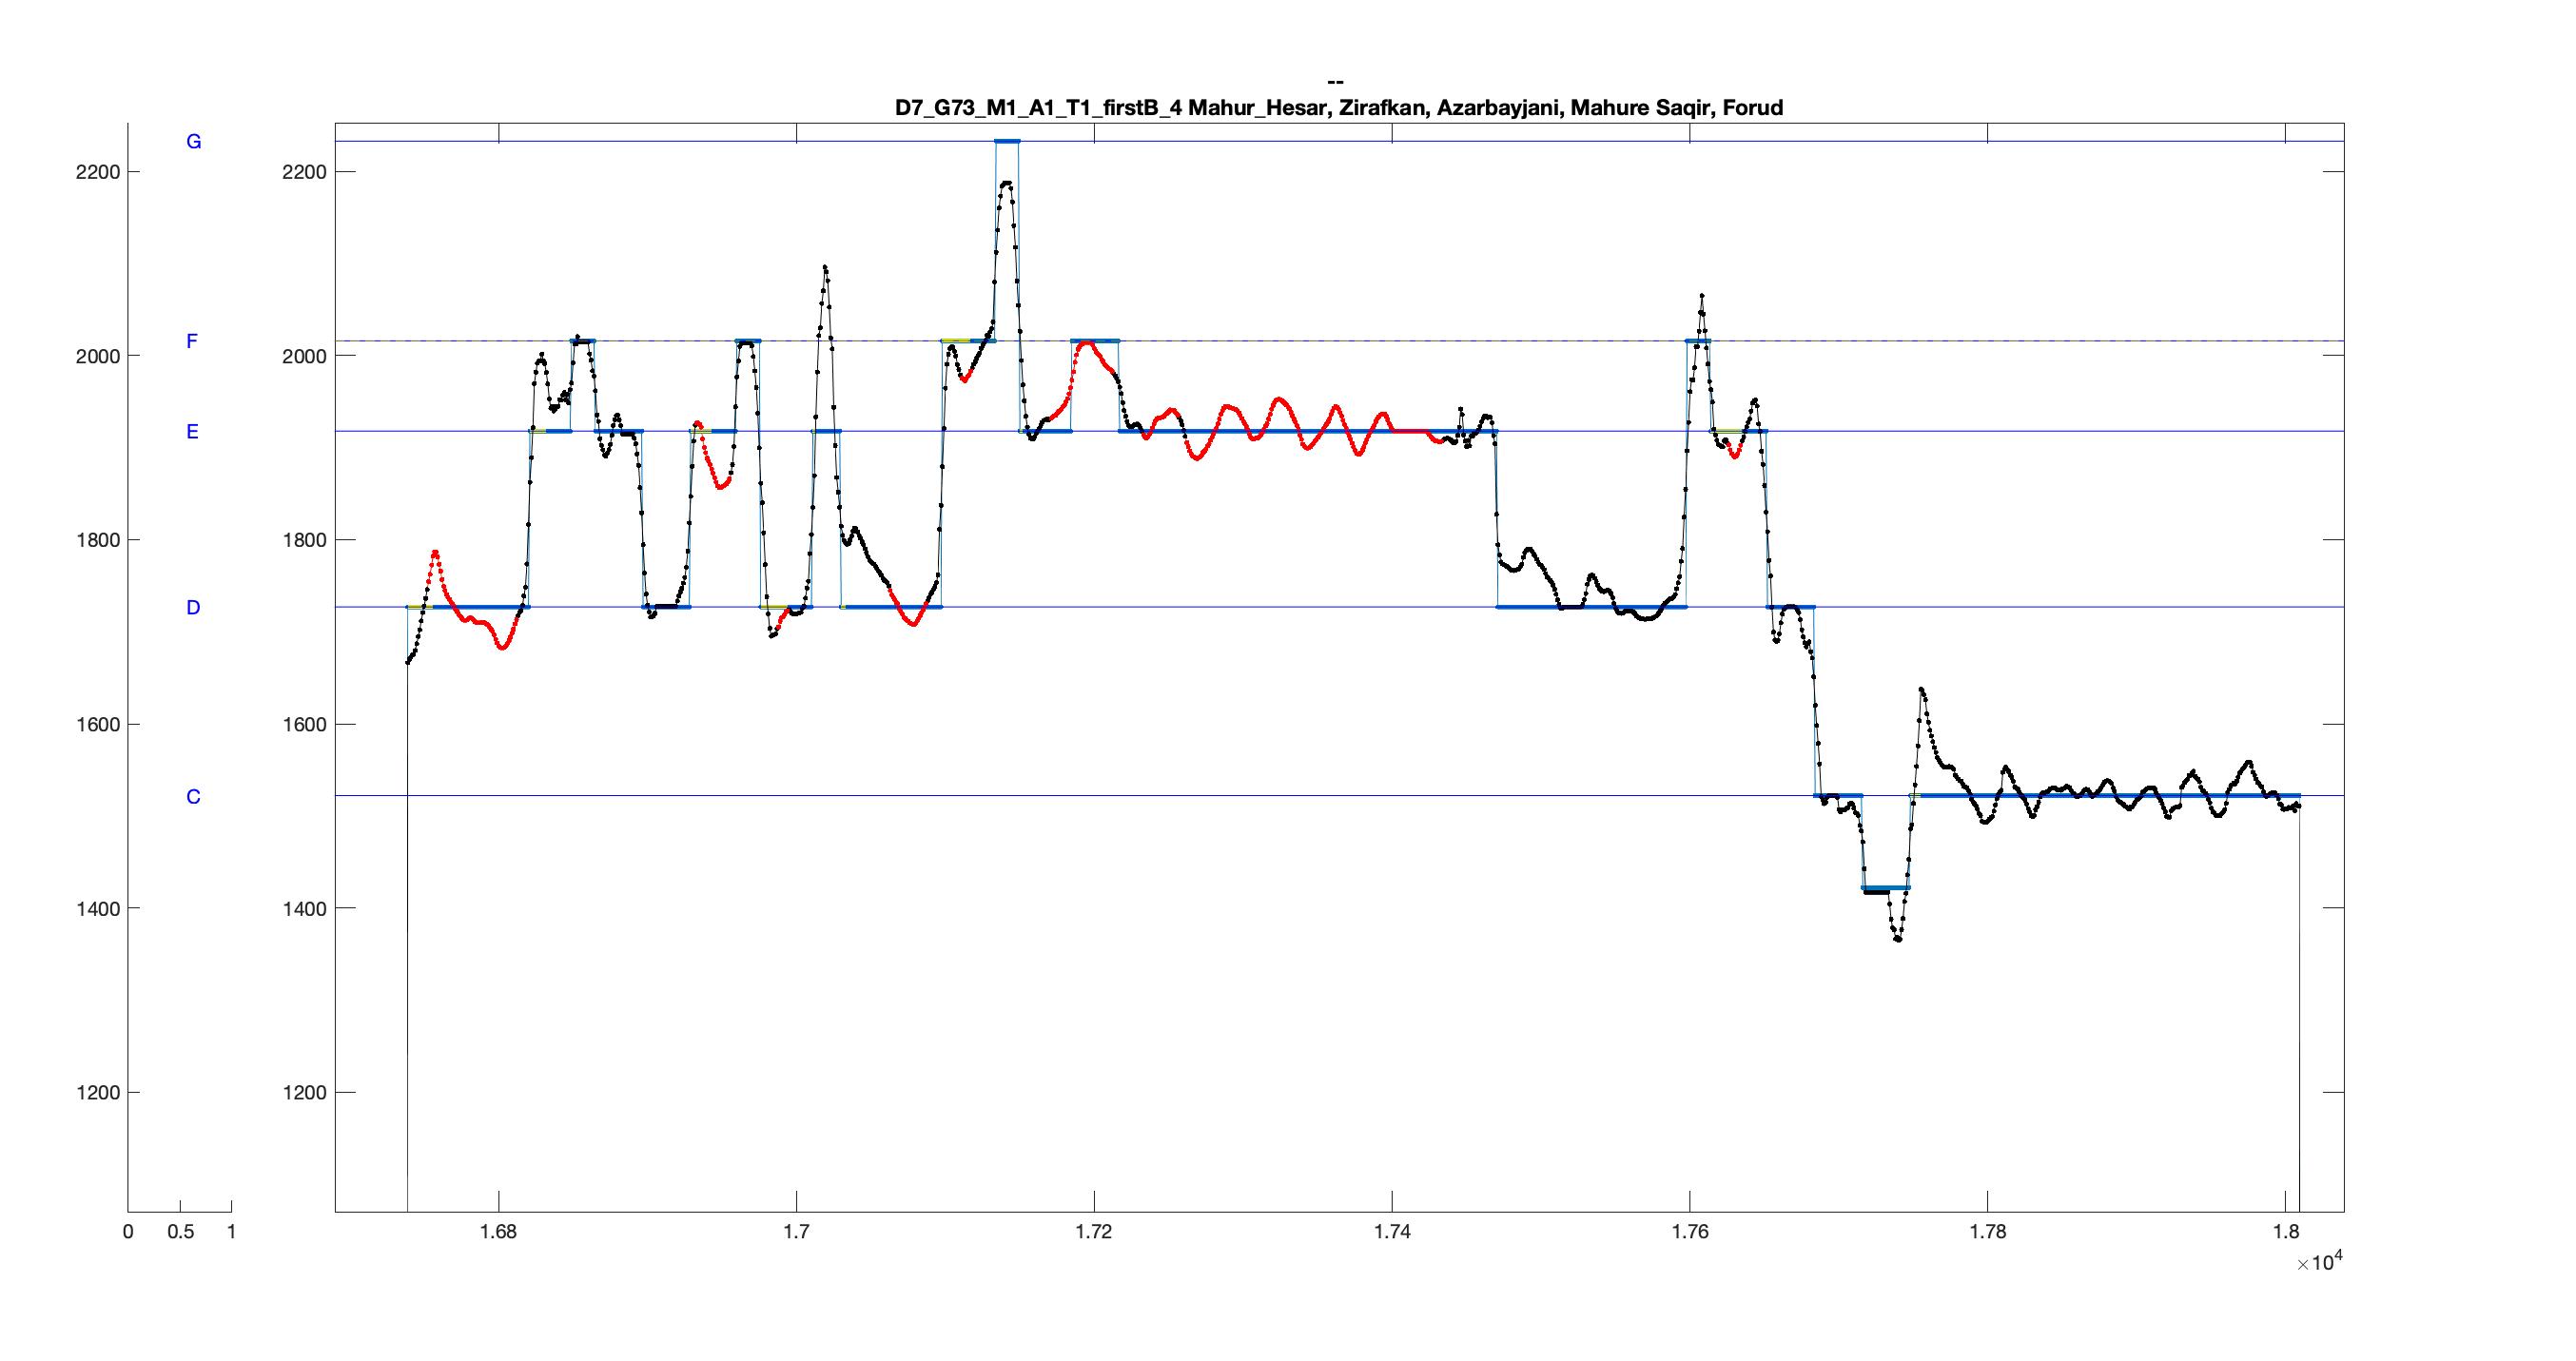 --
D7_G73_M1_A1_T1_firstB_4 Mahur_Hesar, Zirafkan, Azarbayjani, Mahure Saqir, Forud
G
2200 2200
F
2000 2000
E
1800 1800
D
1600 1600
C
1400 1400
1200 1200
0 0.5 1 1.68 1.7 1.72 1.74 1.76 1.78 1.8
×10⁴